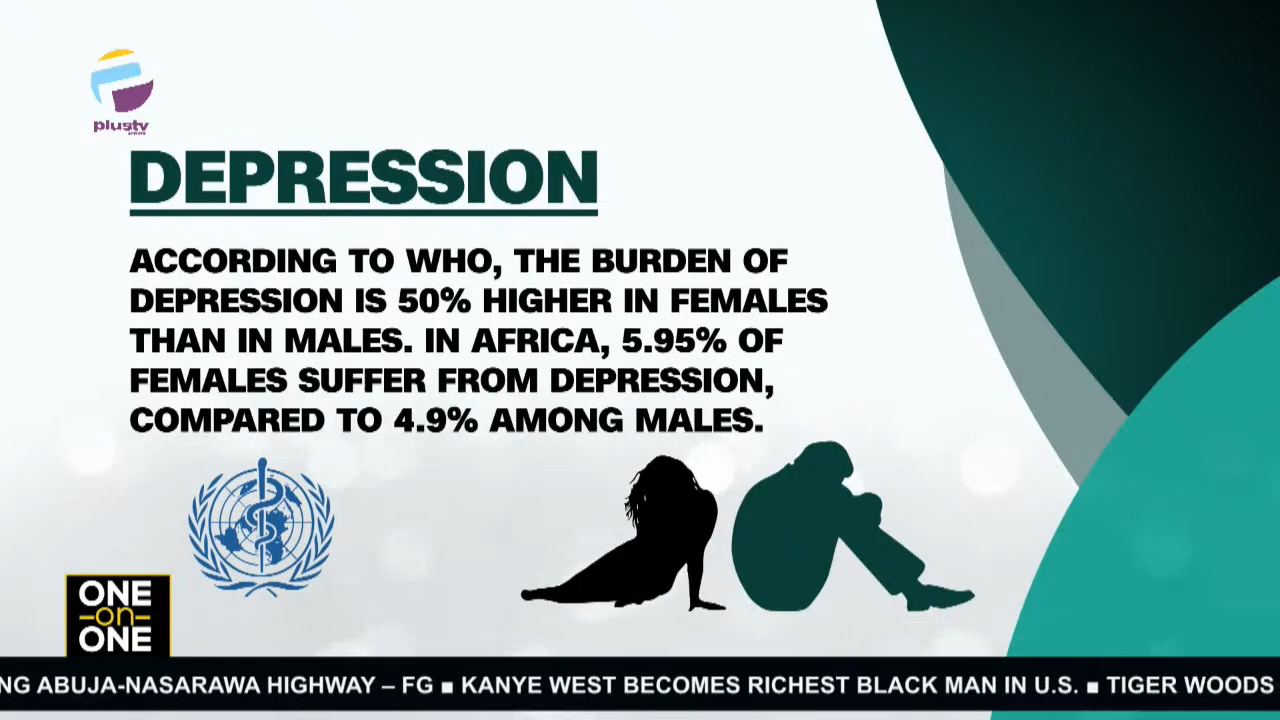 plustv
DEPRESSION
ACCORDING TO WHO, THE BURDEN OF
DEPRESSION IS 50% HIGHER IN FEMALES
THAN IN MALES. IN AFRICA, 5.95% OF
FEMALES SUFFER FROM DEPRESSION,
COMPARED TO 4.9% AMONG MALES.
ONE
on
ONE
NG ABUJA-NASARAWA HIGHWAY – FG ■ KANYE WEST BECOMES RICHEST BLACK MAN IN U.S. ■ TIGER WOODS